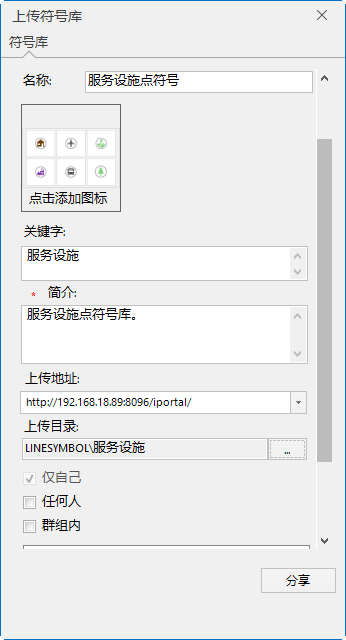 上传符号库
符号库
名称:
服务设施点符号
点击添加图标
关键字:
服务设施
* 简介:
服务设施点符号库。
上传地址:
http://192.168.18.89:8096/iportal/
上传目录:
LINESYMBOL\服务设施
...
仅自己
任何人
群组内
分享